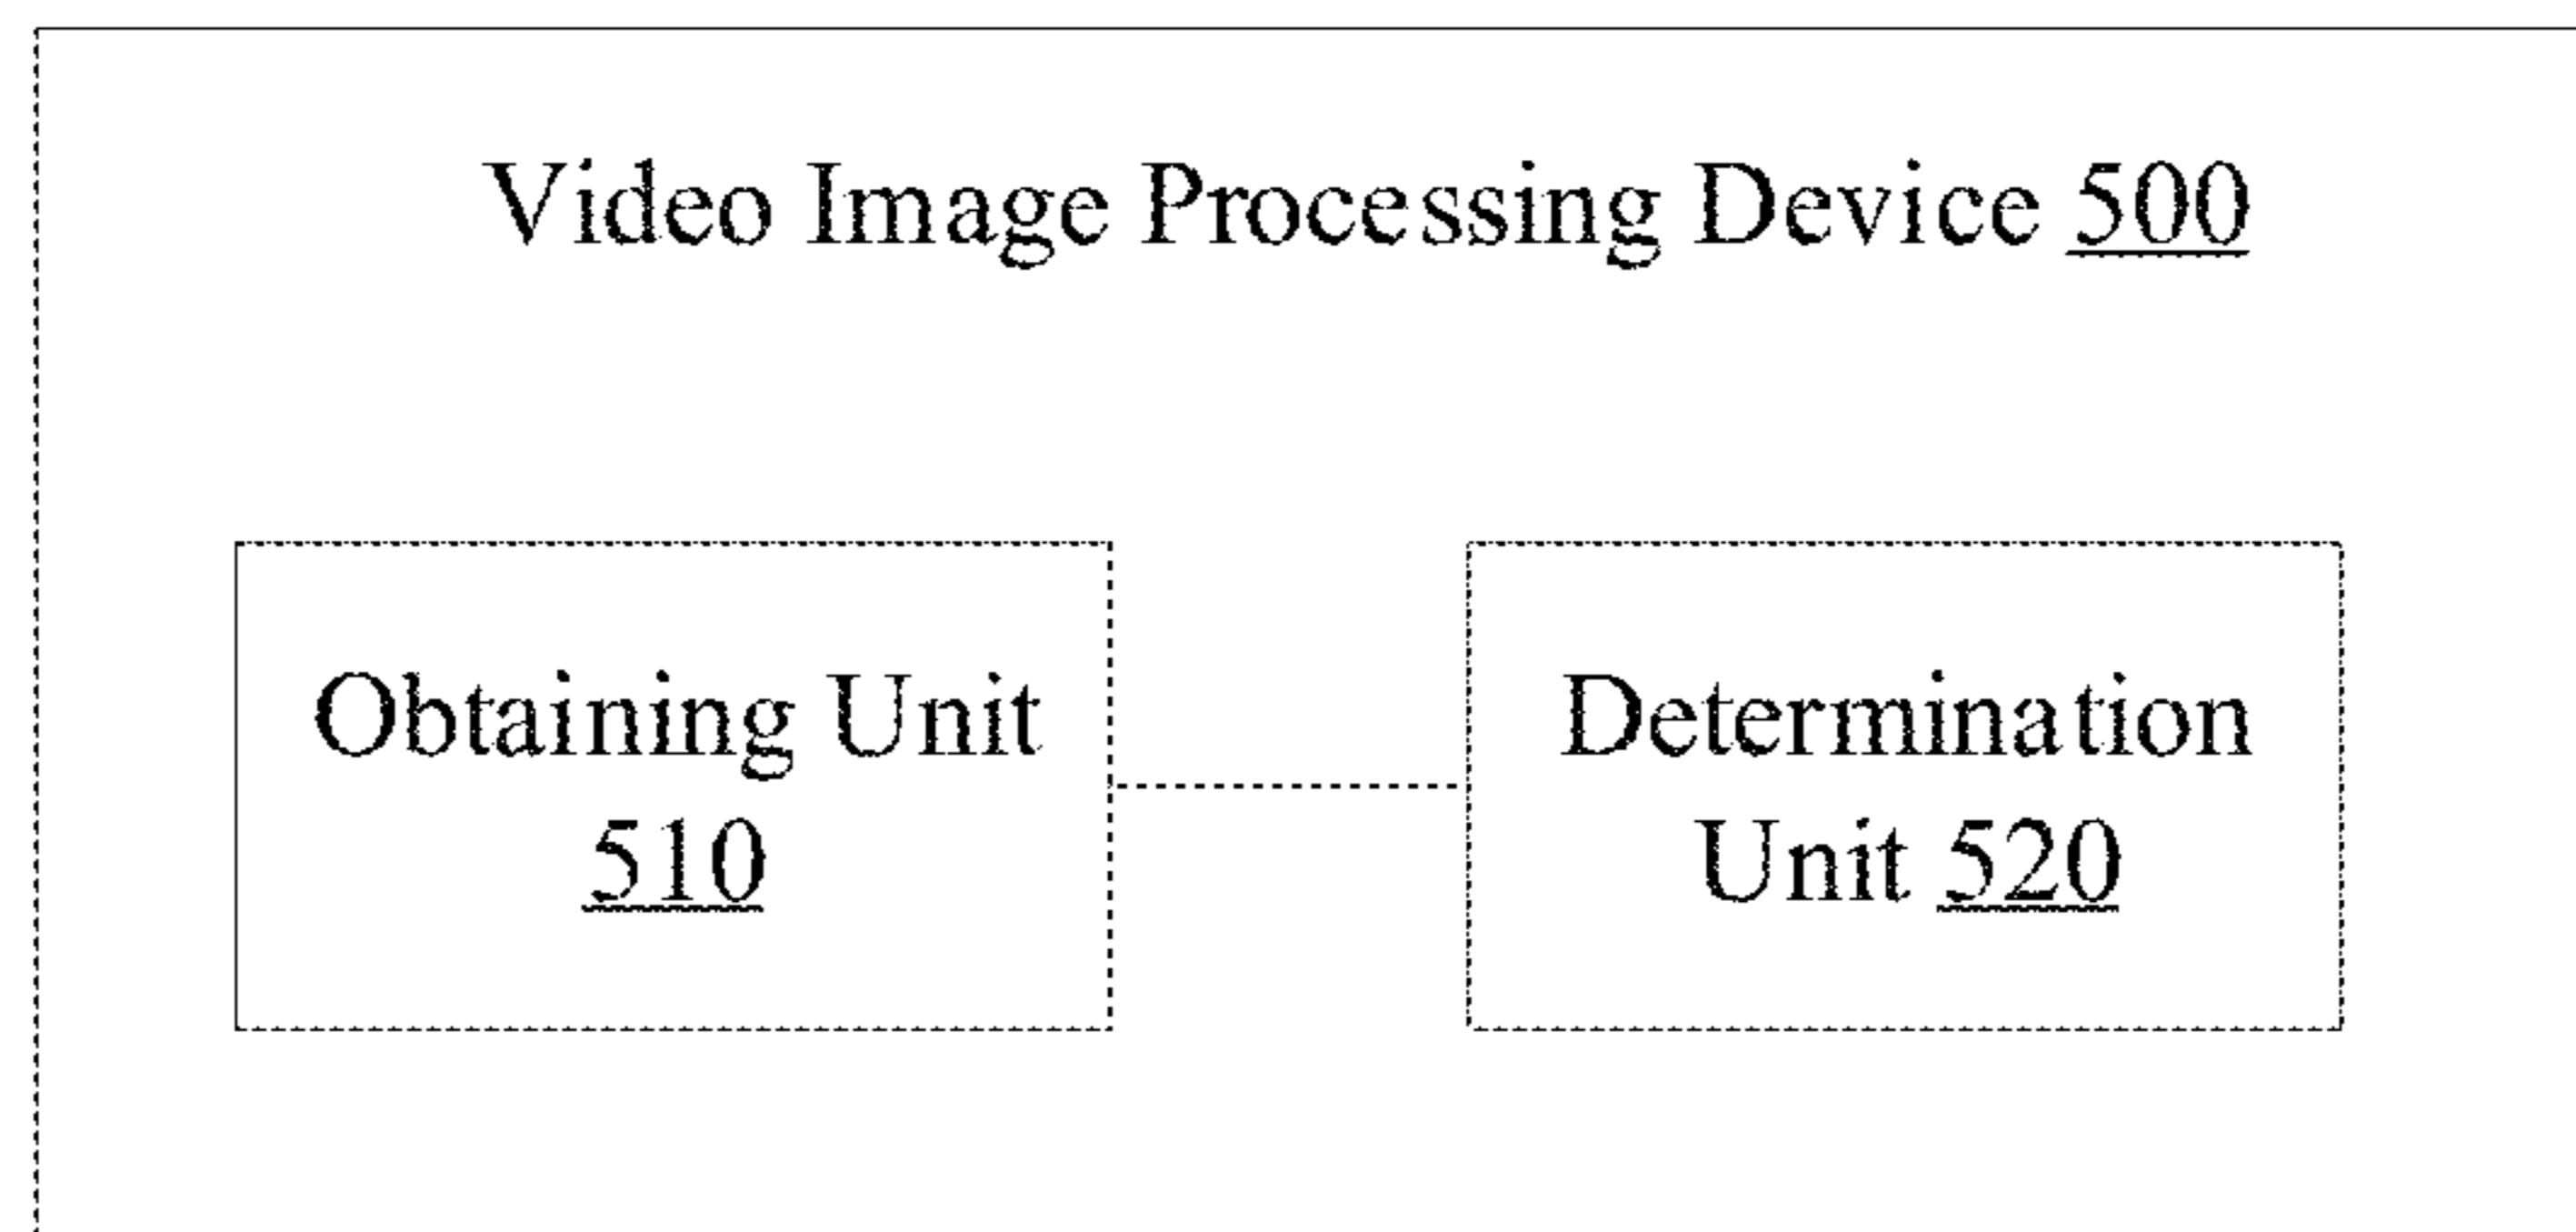 Video Image Processing Device 500
Obtaining Unit
510
Determination
Unit 520